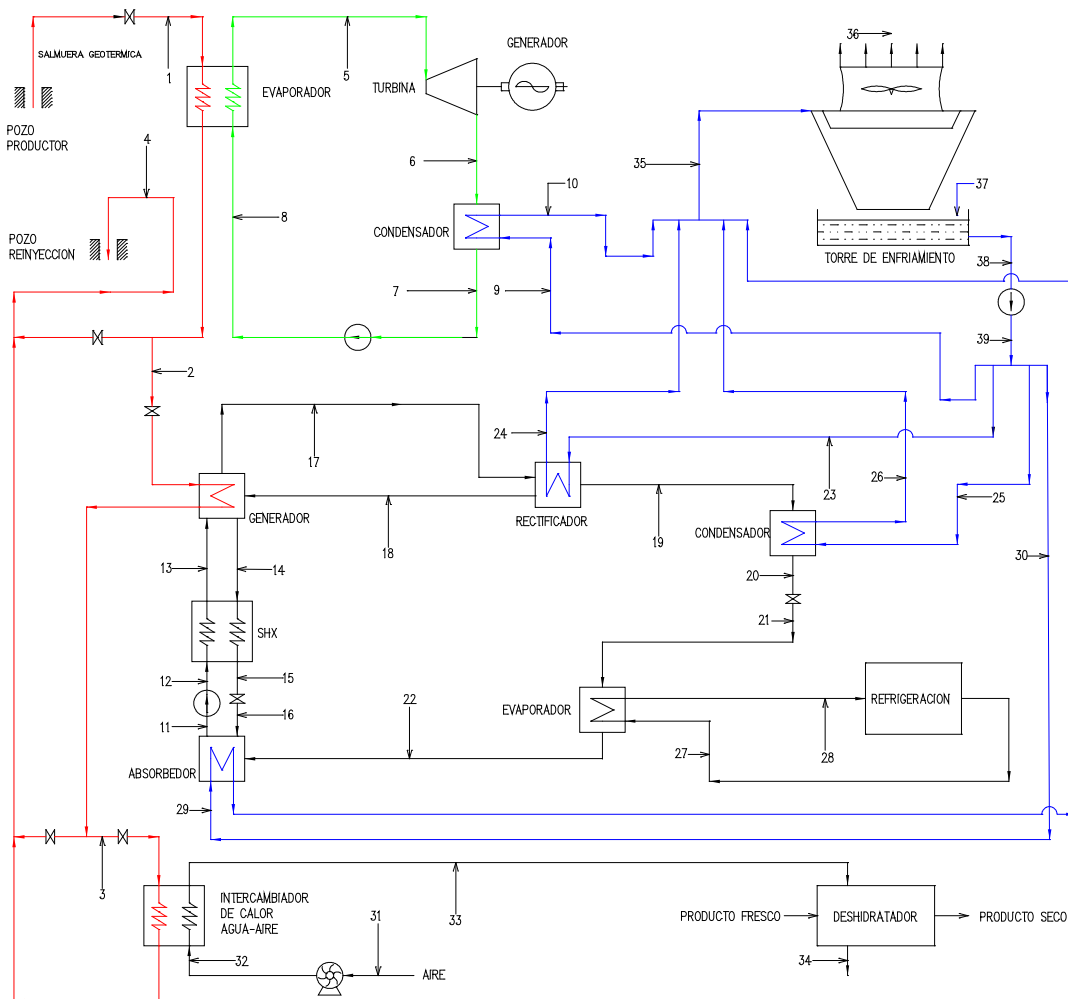 36
SALMUERA GEOTERMICA
1
5
GENERADOR
TURBINA
EVAPORADOR
POZO
PRODUCTOR
4
6
35
10
37
8
CONDENSADOR
POZO
REINYECCION
TORRE DE ENFRIAMIENTO
38
7
9
39
2
24
17
23
26
25
RECTIFICADOR
GENERADOR
18
19
CONDENSADOR
30
13
14
20
21
SHX
12
15
REFRIGERACION
11
16
22
EVAPORADOR
27
28
ABSORBEDOR
29
3
33
INTERCAMBIADOR
DE CALOR
AGUA-AIRE
31
PRODUCTO FRESCO
DESHIDRATADOR
PRODUCTO SECO
32
AIRE
34